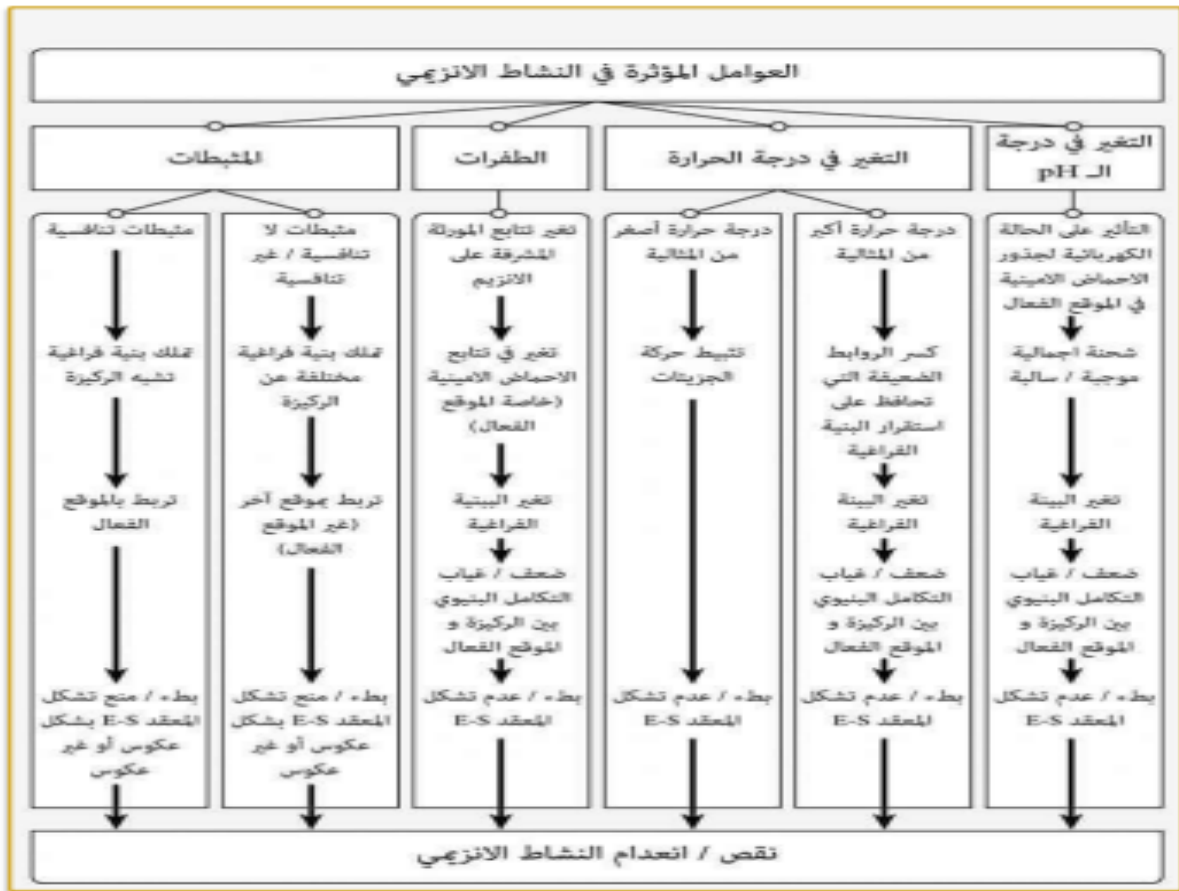 العوامل المؤثرة في النشاط الانزيمي
التغير في درجة
الـ pH
التغير في درجة الحرارة
الطفرات
المثبطات
التأثير على الحالة
الكهربائية لجذور
الاحماض الامينية
في الموقع الفعال
شحنة اجمالية
موجبة / سالبة
تغير البينة
الفراغية
ضعف / غياب
التكامل البنيوي
بين الركيزة و
الموقع الفعال
بطء / عدم تشكل
المعقد E-S
درجة حرارة أكبر
من المثالية
كسر الروابط
الضعيفة التي
تحافظ على
استقرار البنية
الفراغية
تغير البينة
الفراغية
ضعف / غياب
التكامل البنيوي
بين الركيزة و
الموقع الفعال
بطء / عدم تشكل
المعقد E-S
درجة حرارة أصغر
من المثالية
تثبيط حركة
الجزيئات
بطء / عدم تشكل
المعقد E-S
تغير تتابع المورثة
المشرفة على
الانزيم
تغير في تتابع
الاحماض الامينية
(خاصة الموقع
الفعال)
تغير البينية
الفراغية
ضعف / غياب
التكامل البنيوي
بين الركيزة و
الموقع الفعال
بطء / عدم تشكل
المعقد E-S
مثبطات لا
تنافسية / غير
تنافسية
تملك بنية فراغية
مختلفة عن
الركيزة
تربط بموقع آخر
(غير الموقع
الفعال)
بطء / منع تشكل
المعقد E-S بشكل
عكوس أو غير
عكوس
مثبطات تنافسية
تملك بنية فراغية
تشبه الركيزة
تربط بالموقع
الفعال
بطء / منع تشكل
المعقد E-S بشكل
عكوس أو غير
عكوس
نقص / انعدام النشاط الانزيمي